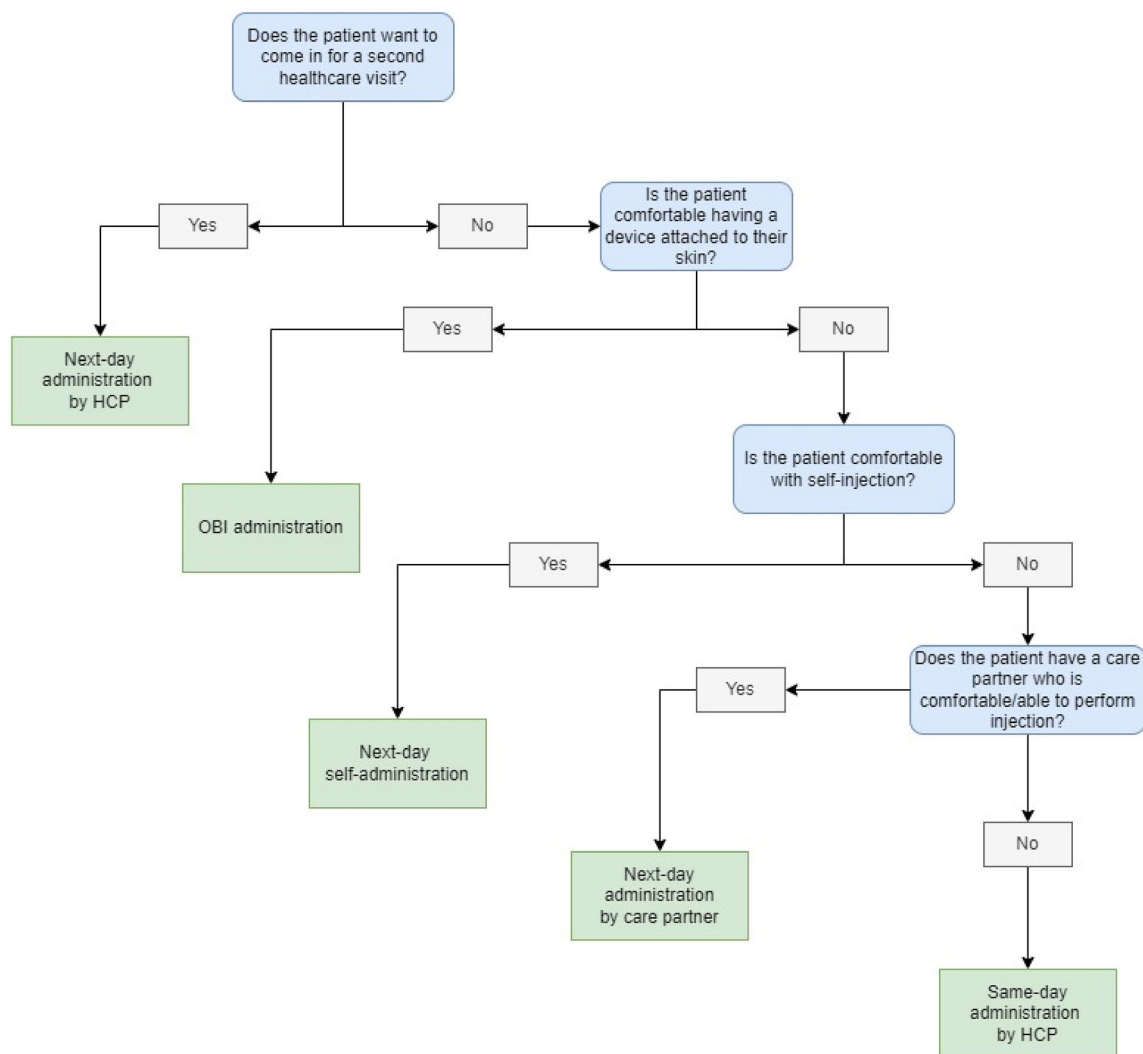 Does the patient want to
come in for a second
healthcare visit?
Yes
No
Is the patient
comfortable having a
device attached to their
skin?
Next-day
administration
by HCP
Yes
No
OBI administration
Is the patient comfortable
with self-injection?
Yes
No
Next-day
self-administration
Does the patient have a care
partner who is
comfortable/able to perform
injection?
Yes
No
Next-day
administration
by care partner
Same-day
administration
by HCP